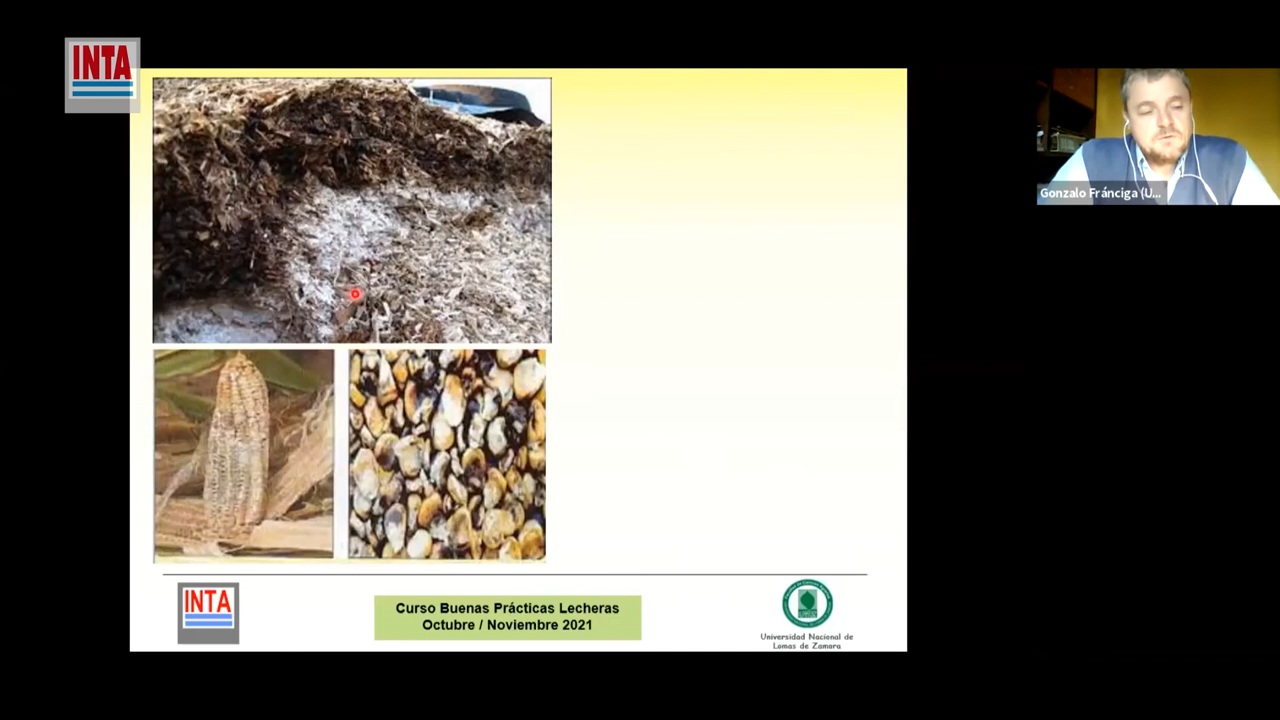 INTA
Gonzalo Fránciga (U...
INTA
Curso Buenas Prácticas Lecheras
Octubre / Noviembre 2021
Universidad Nacional de
Lomas de Zamora